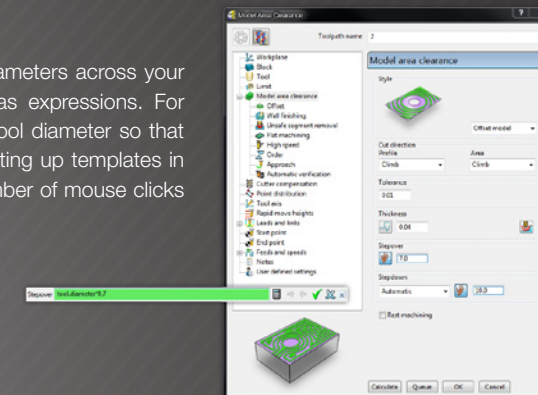 ameters across your
as expressions. For
ool diameter so that
ting up templates in
nber of mouse clicks
Model Area Clearance
Toolpath name 2
Workplane
Block
Tool
Limit
Model area clearance
Offset
Wall finishing
Unsafe segment removal
Flat machining
High speed
Order
Approach
Automatic verification
Cutter compensation
Point distribution
Tool axis
Rapid move heights
Leads and links
Start point
End point
Feeds and speeds
Notes
User defined settings
Model area clearance
Style
Offset model
Cut direction
Profile Area
Climb Climb
Tolerance
0.01
Thickness
0.04
Stepover
7.0
Stepdown
Automatic 10.0
Rest machining
Stepover tool.diameter*0.7
Calculate Queue OK Cancel